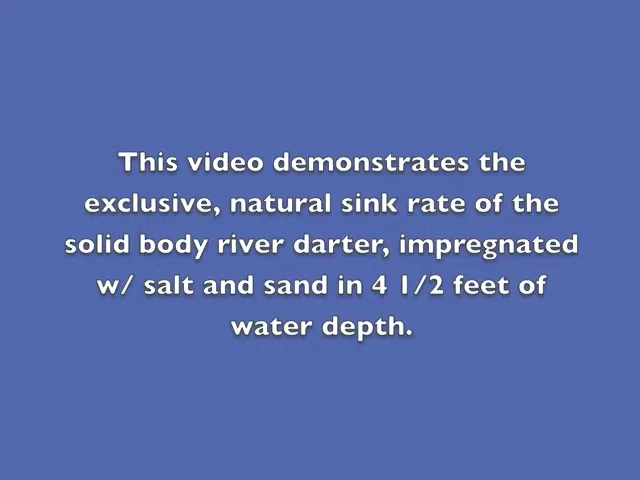 This video demonstrates the
exclusive, natural sink rate of the
solid body river darter, impregnated
w/ salt and sand in 4 1/2 feet of
water depth.